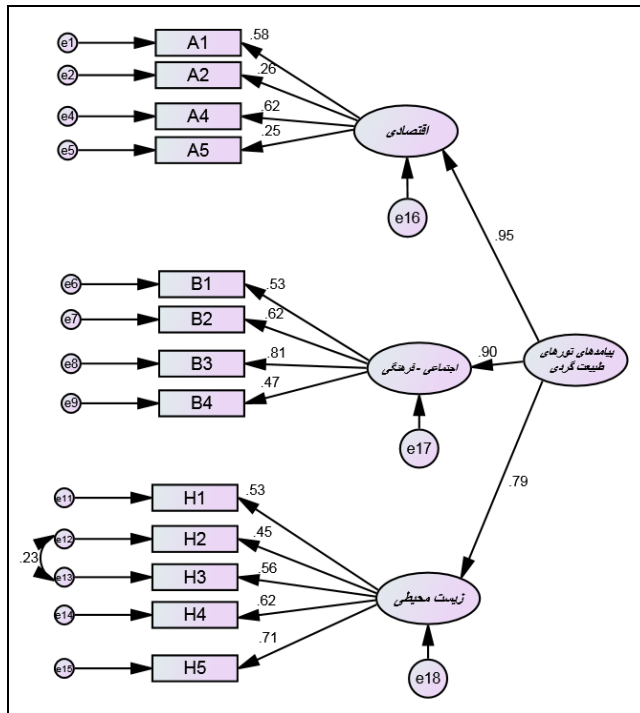 e1
A1
.58
e2
A2
.26
e4
A4
.62
e5
A5
.25
اقتصادی
e16
.95
e6
B1
.53
e7
B2
.62
e8
B3
.81
e9
B4
.47
اجتماعی - فرهنگی
e17
.90
پیامدهای تورهای
طبیعت گردی
.79
e11
H1
.53
e12
H2
.45
.23
e13
H3
.56
e14
H4
.62
e15
H5
.71
زیست محیطی
e18